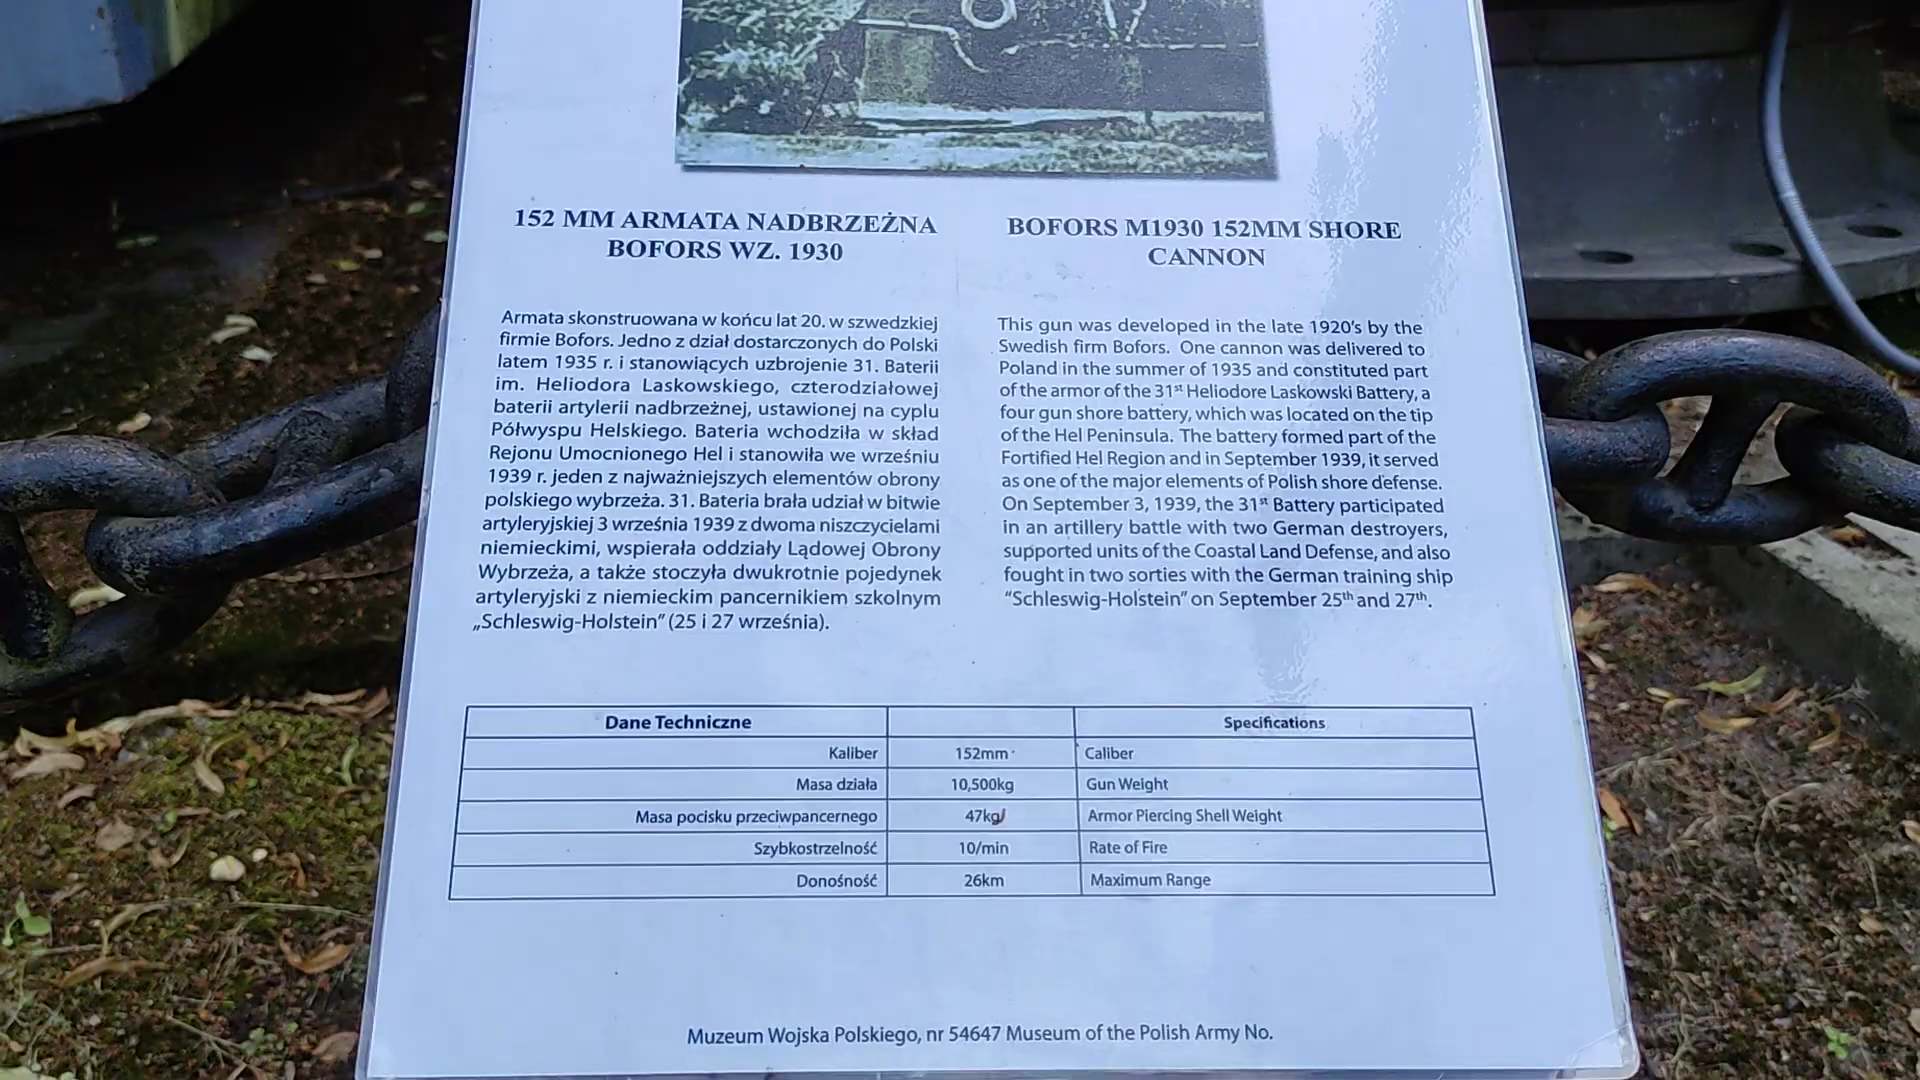 152 MM ARMATA NADBRZEŻNA
BOFORS WZ. 1930
Armata skonstruowana w końcu lat 20. w szwedzkiej
firmie Bofors. Jedno z dział dostarczonych do Polski
latem 1935 r. i stanowiących uzbrojenie 31. Baterii
im. Heliodora Laskowskiego, czterodziałowej
baterii artylerii nadbrzeżnej, ustawionej na cyplu
Półwyspu Helskiego. Bateria wchodziła w skład
Rejonu Umocnionego Hel i stanowiła we wrześniu
1939 r. jeden z najważniejszych elementów obrony
polskiego wybrzeża. 31. Bateria brała udział w bitwie
artyleryjskiej 3 września 1939 z dwoma niszczycielami
niemieckimi, wspierała oddziały Lądowej Obrony
Wybrzeża, a także stoczyła dwukrotnie pojedynek
artyleryjski z niemieckim pancernikiem szkolnym
„Schleswig-Holstein” (25 i 27 września).
BOFORS M1930 152MM SHORE
CANNON
This gun was developed in the late 1920's by the
Swedish firm Bofors. One cannon was delivered to
Poland in the summer of 1935 and constituted part
of the armor of the 31st Heliodore Laskowski Battery, a
four gun shore battery, which was located on the tip
of the Hel Peninsula. The battery formed part of the
Fortified Hel Region and in September 1939, it served
as one of the major elements of Polish shore defense.
On September 3, 1939, the 31st Battery participated
in an artillery battle with two German destroyers,
supported units of the Coastal Land Defense, and also
fought in two sorties with the German training ship
“Schleswig-Holstein” on September 25th and 27th.
Dane Techniczne Specifications
Kaliber 152mm Caliber
Masa działa 10,500kg Gun Weight
Masa pocisku przeciwpancernego 47kg Armor Piercing Shell Weight
Szybkostrzelność 10/min Rate of Fire
Donośność 26km Maximum Range
Muzeum Wojska Polskiego, nr 54647 Museum of the Polish Army No.